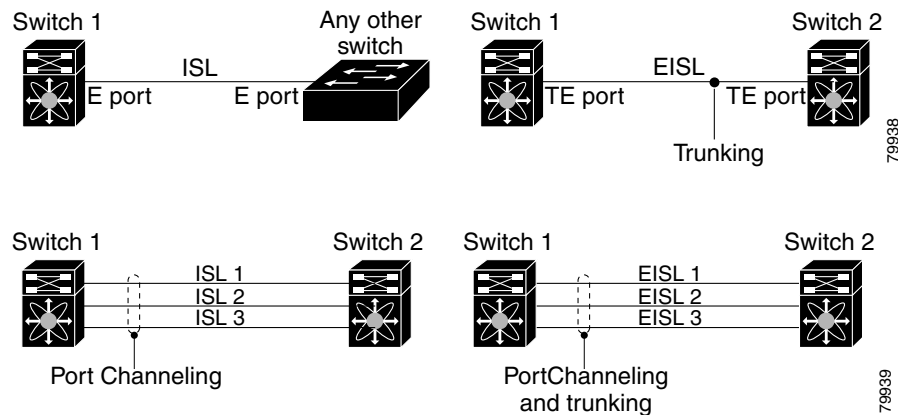 Switch 1
Any other
switch
ISL
E port
E port
Switch 1
Switch 2
EISL
TE port
TE port
Trunking
79938
Switch 1
Switch 2
ISL 1
ISL 2
ISL 3
Port Channeling
Switch 1
Switch 2
EISL 1
EISL 2
EISL 3
PortChanneling
and trunking
79939